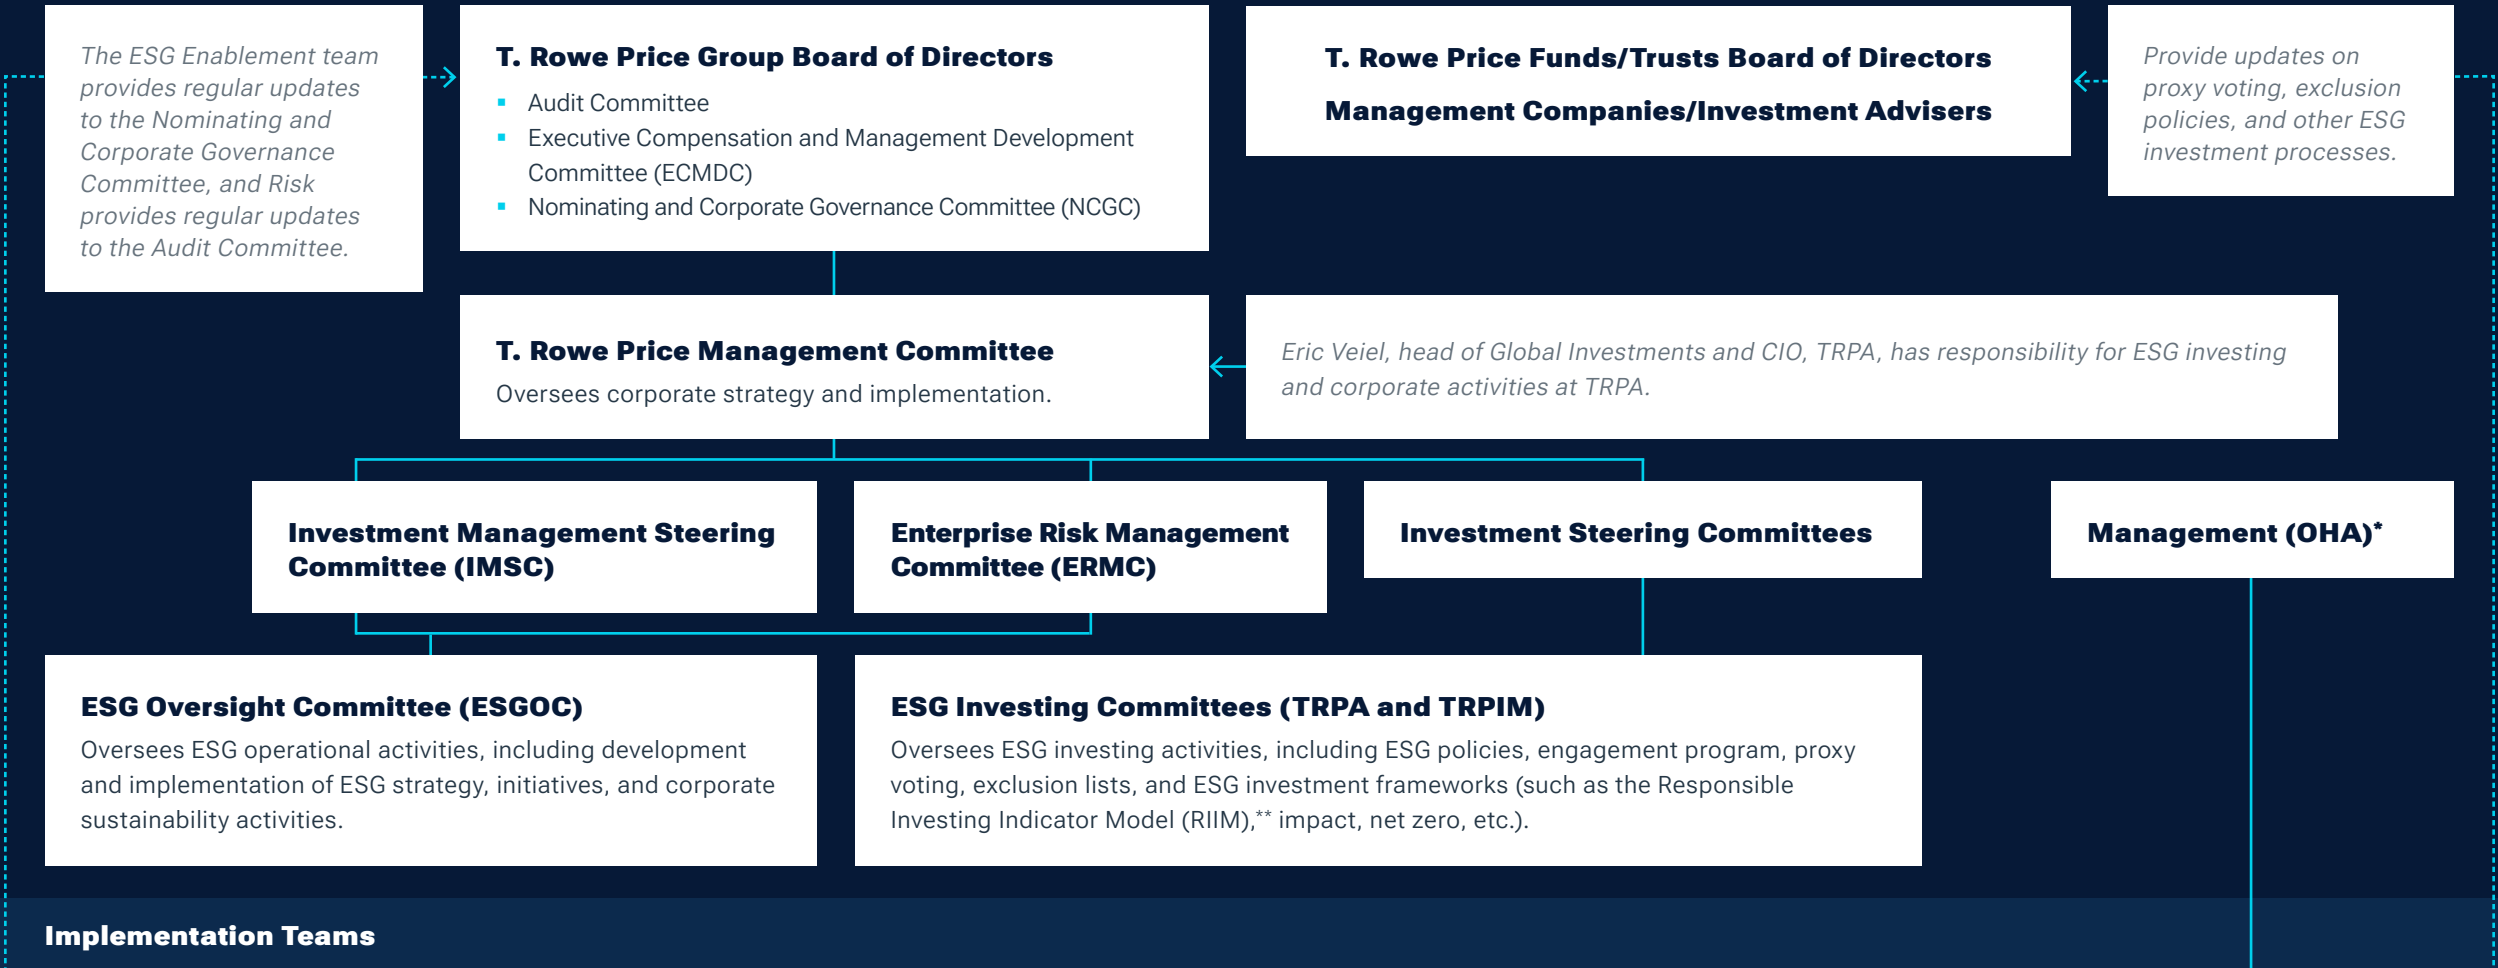 The ESG Enablement team
provides regular updates
to the Nominating and
Corporate Governance
Committee, and Risk
provides regular updates
to the Audit Committee.
T. Rowe Price Group Board of Directors
▪ Audit Committee
▪ Executive Compensation and Management Development
Committee (ECMDC)
▪ Nominating and Corporate Governance Committee (NCGC)
T. Rowe Price Funds/Trusts Board of Directors
Management Companies/Investment Advisers
Provide updates on
proxy voting, exclusion
policies, and other ESG
investment processes.
T. Rowe Price Management Committee
Oversees corporate strategy and implementation.
Eric Veiel, head of Global Investments and CIO, TRPA, has responsibility for ESG investing
and corporate activities at TRPA.
Investment Management Steering
Committee (IMSC)
Enterprise Risk Management
Committee (ERMC)
Investment Steering Committees
Management (OHA)*
ESG Oversight Committee (ESGOC)
Oversees ESG operational activities, including development
and implementation of ESG strategy, initiatives, and corporate
sustainability activities.
ESG Investing Committees (TRPA and TRPIM)
Oversees ESG investing activities, including ESG policies, engagement program, proxy
voting, exclusion lists, and ESG investment frameworks (such as the Responsible
Investing Indicator Model (RIIM),** impact, net zero, etc.).
Implementation Teams